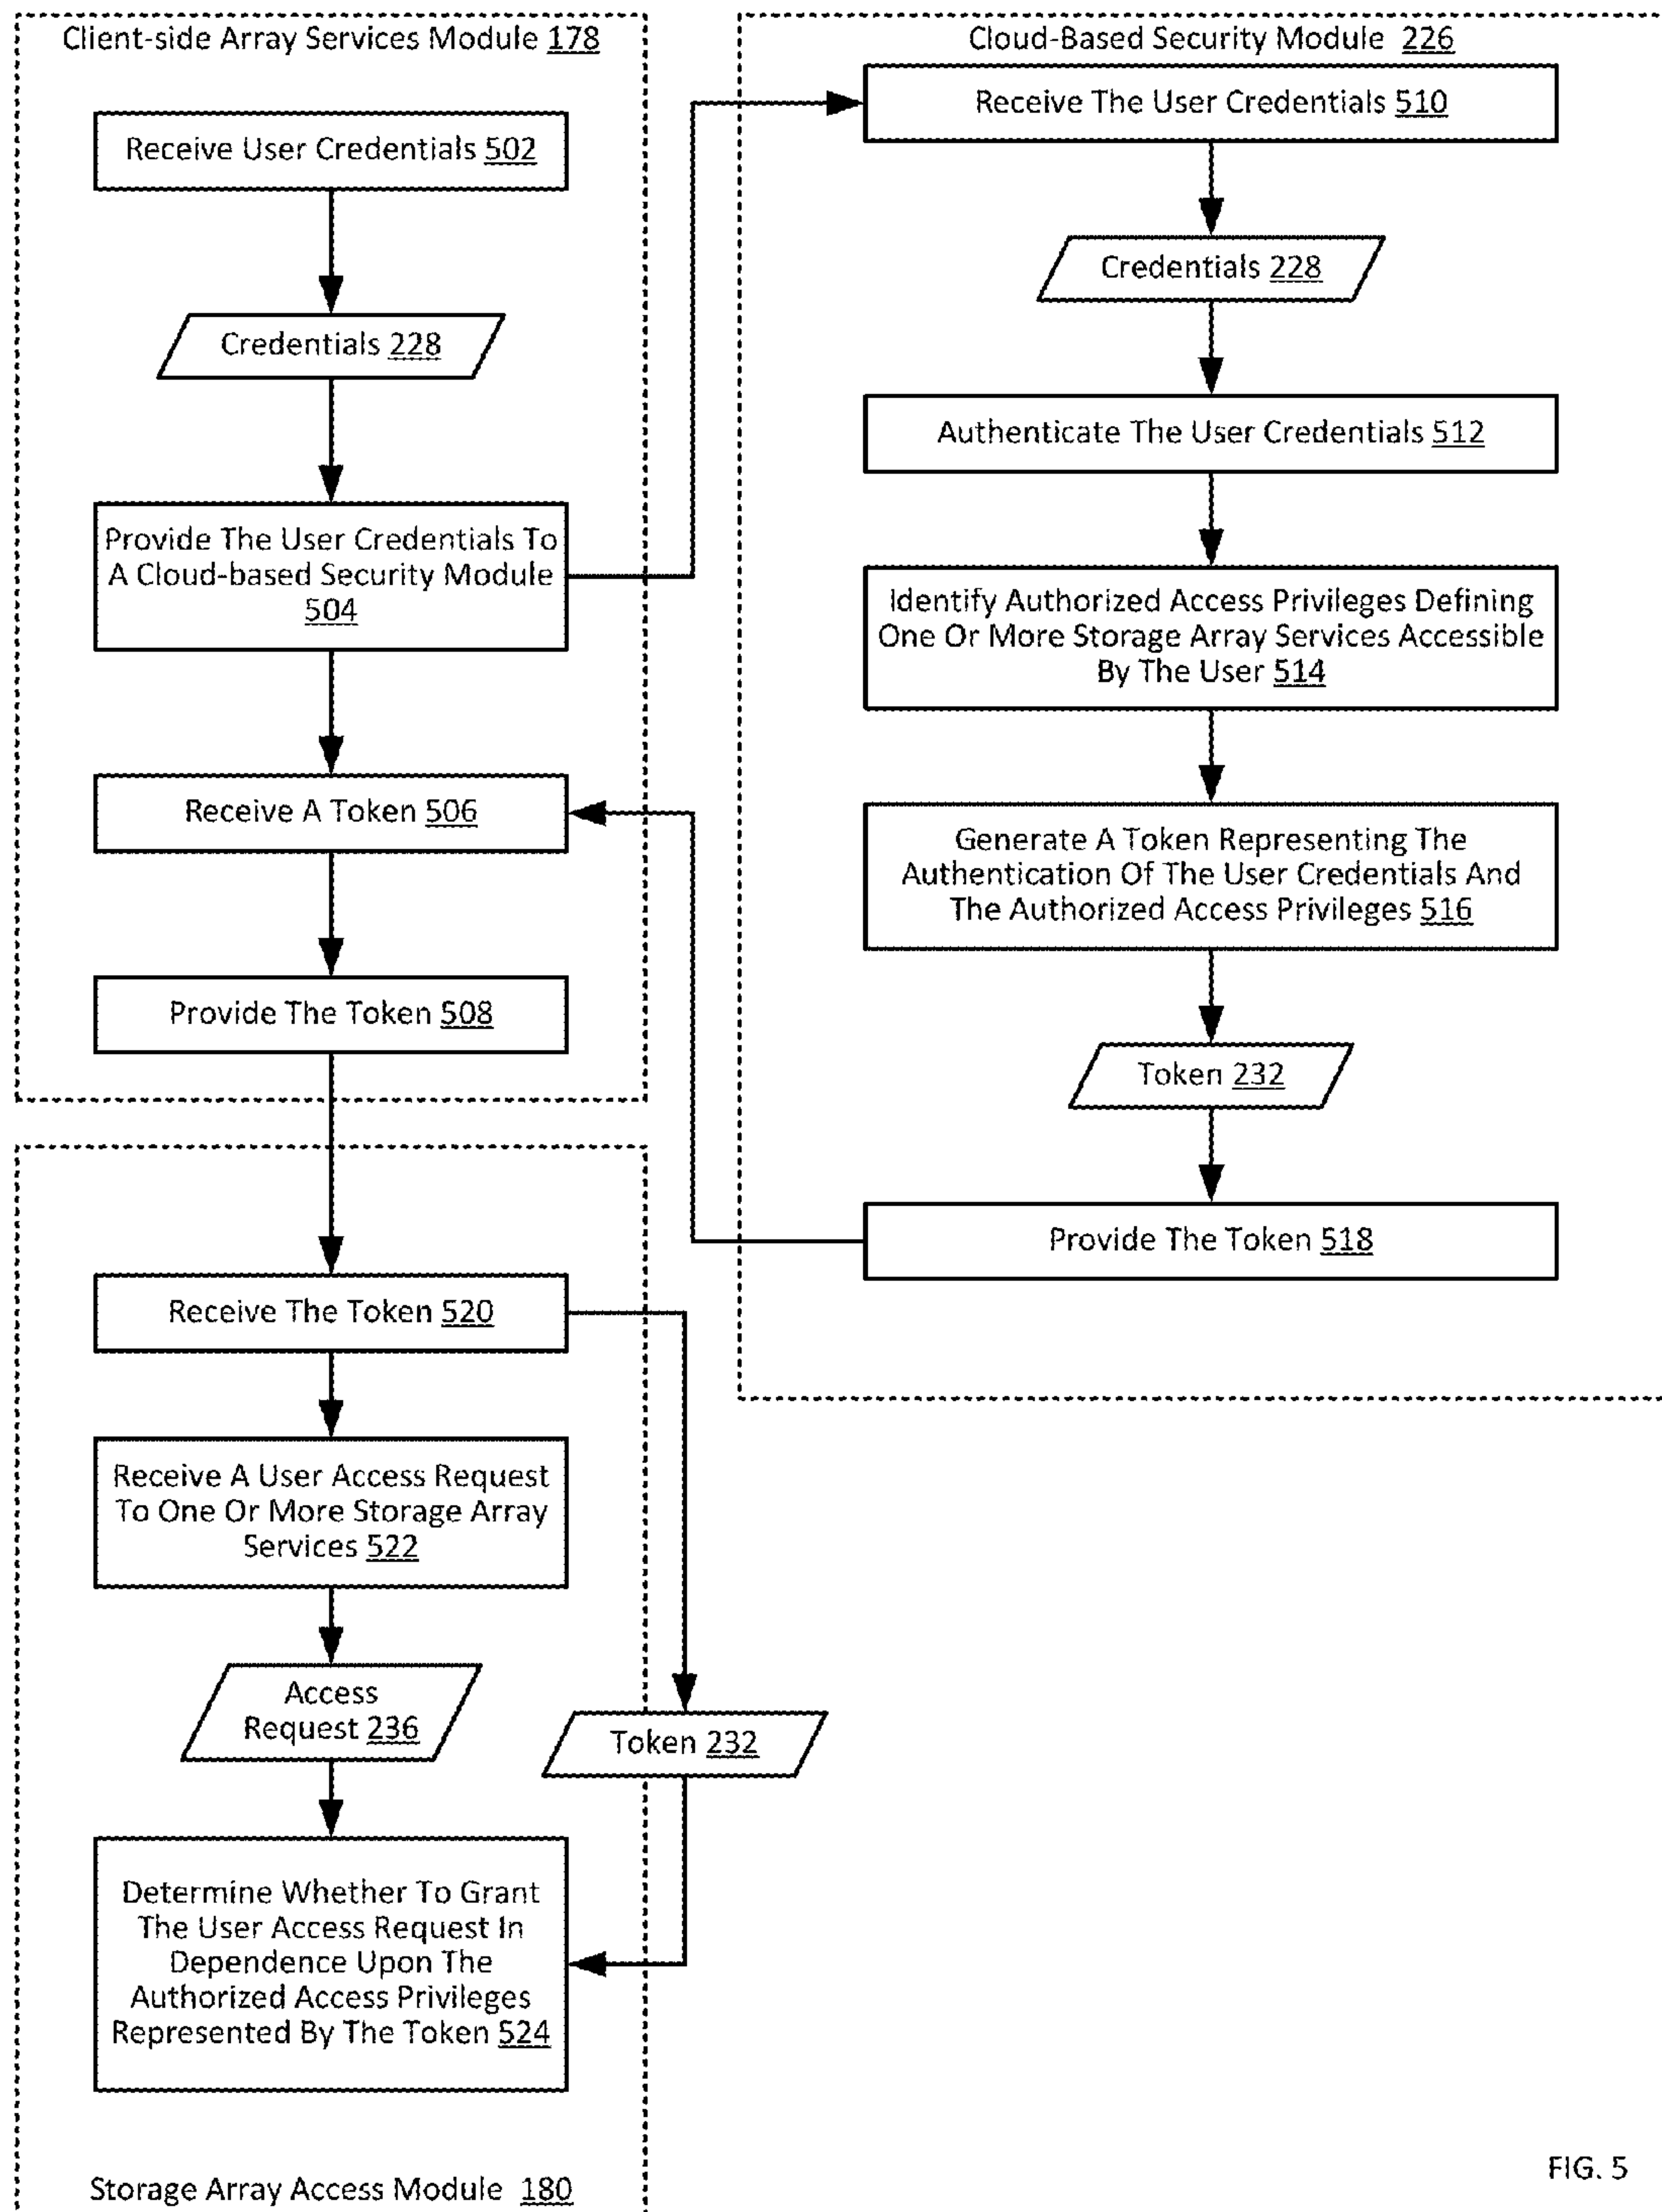 Client-side Array Services Module 178
Receive User Credentials 502
Credentials 228
Provide The User Credentials To
A Cloud-based Security Module
504
Receive A Token 506
Provide The Token 508
Cloud-Based Security Module 226
Receive The User Credentials 510
Credentials 228
Authenticate The User Credentials 512
Identify Authorized Access Privileges Defining
One Or More Storage Array Services Accessible
By The User 514
Generate A Token Representing The
Authentication Of The User Credentials And
The Authorized Access Privileges 516
Token 232
Provide The Token 518
Receive The Token 520
Receive A User Access Request
To One Or More Storage Array
Services 522
Access
Request 236
Token 232
Determine Whether To Grant
The User Access Request In
Dependence Upon The
Authorized Access Privileges
Represented By The Token 524
Storage Array Access Module 180
FIG. 5